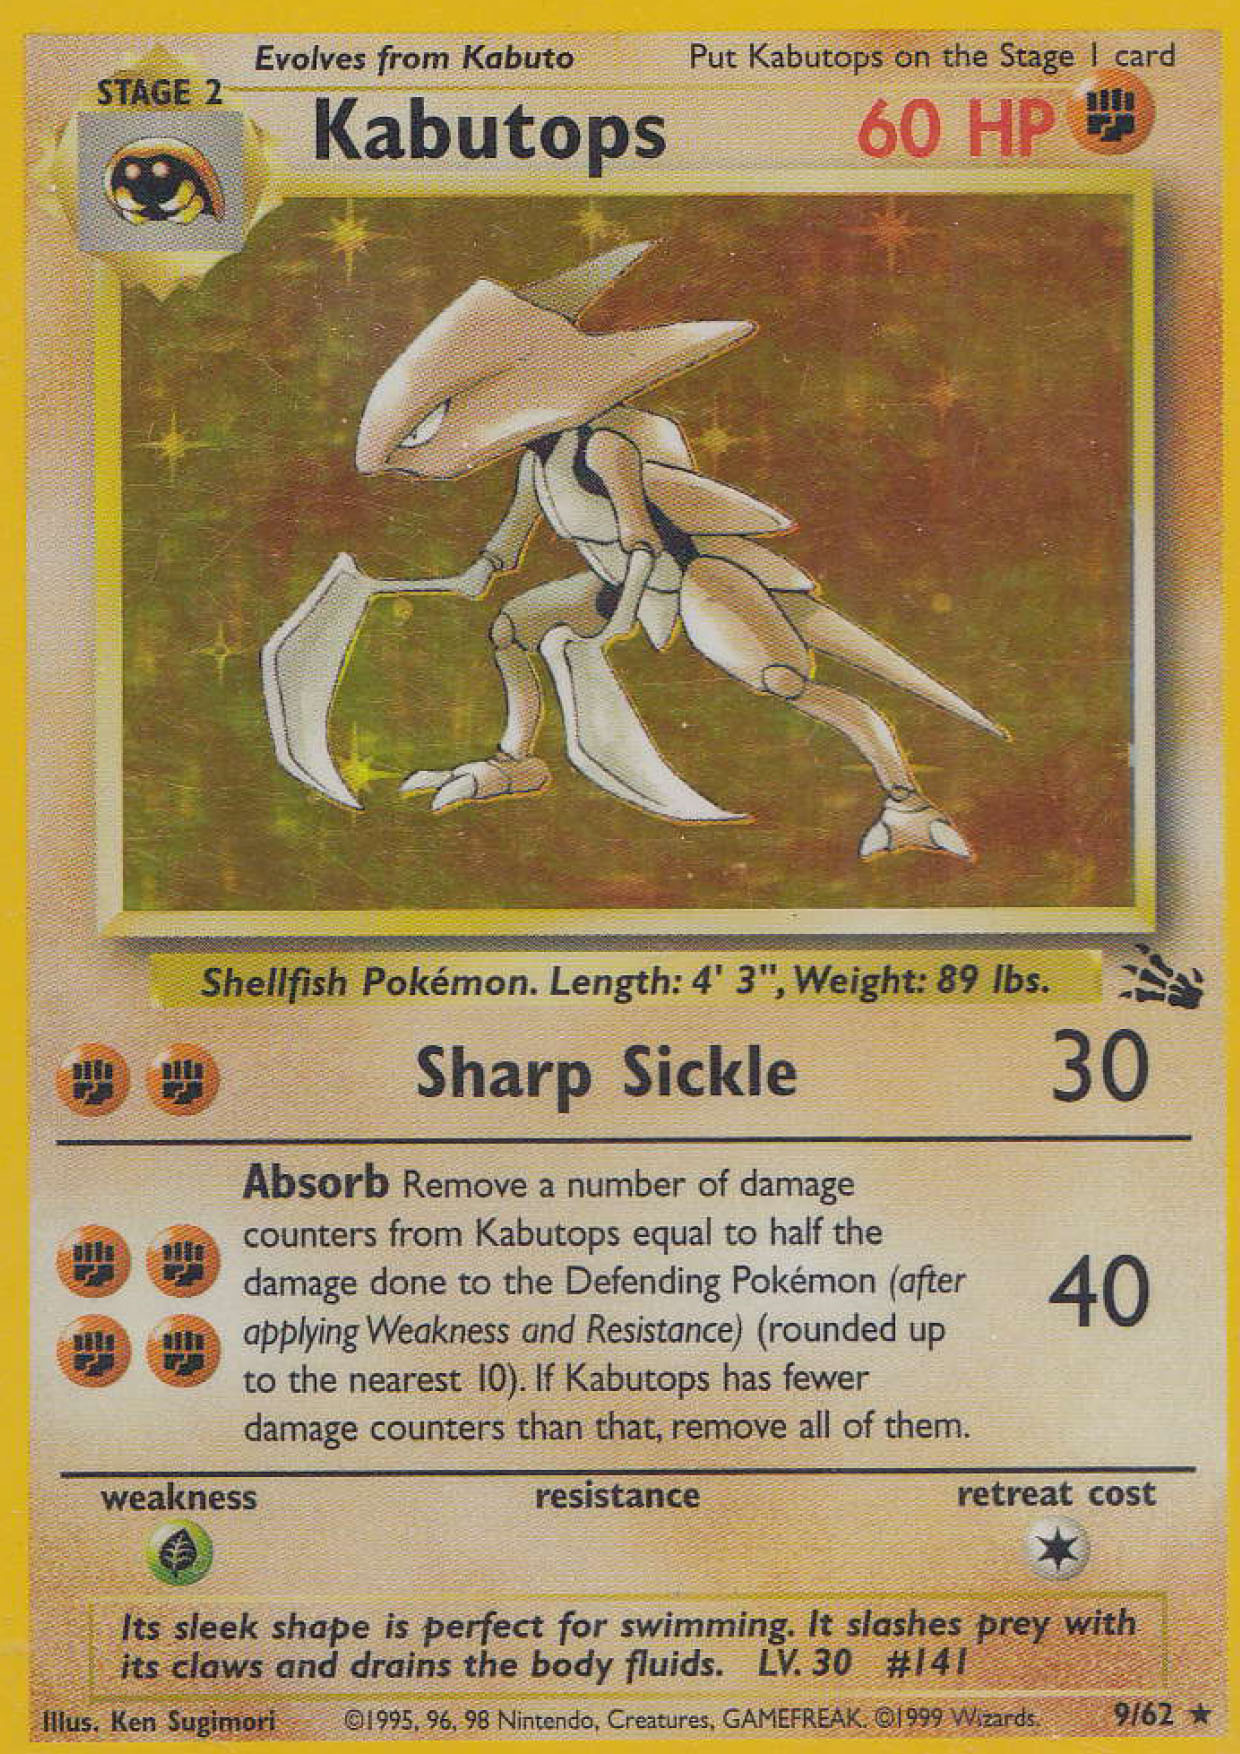 Evolves from Kabuto Put Kabutops on the Stage 1 card
STAGE 2
Kabutops 60 HP
Shellfish Pokémon. Length: 4' 3", Weight: 89 lbs.
Sharp Sickle 30
Absorb Remove a number of damage
counters from Kabutops equal to half the
damage done to the Defending Pokémon (after
applying Weakness and Resistance) (rounded up
to the nearest 10). If Kabutops has fewer
damage counters than that, remove all of them.
40
weakness resistance retreat cost
Its sleek shape is perfect for swimming. It slashes prey with
its claws and drains the body fluids. LV. 30 #141
Illus. Ken Sugimori ©1995, 96, 98 Nintendo, Creatures, GAMEFREAK. ©1999 Wizards. 9/62 ★